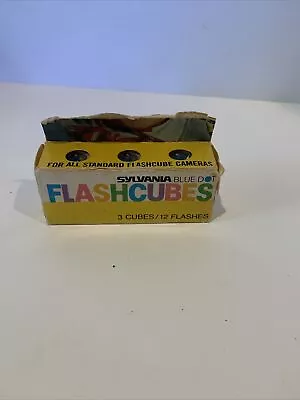 FOR ALL STANDARD FLASHCUBE CAMERAS
SYLVANIA BLUE DOT
FLASHCUBES
3 CUBES/12 FLASHES